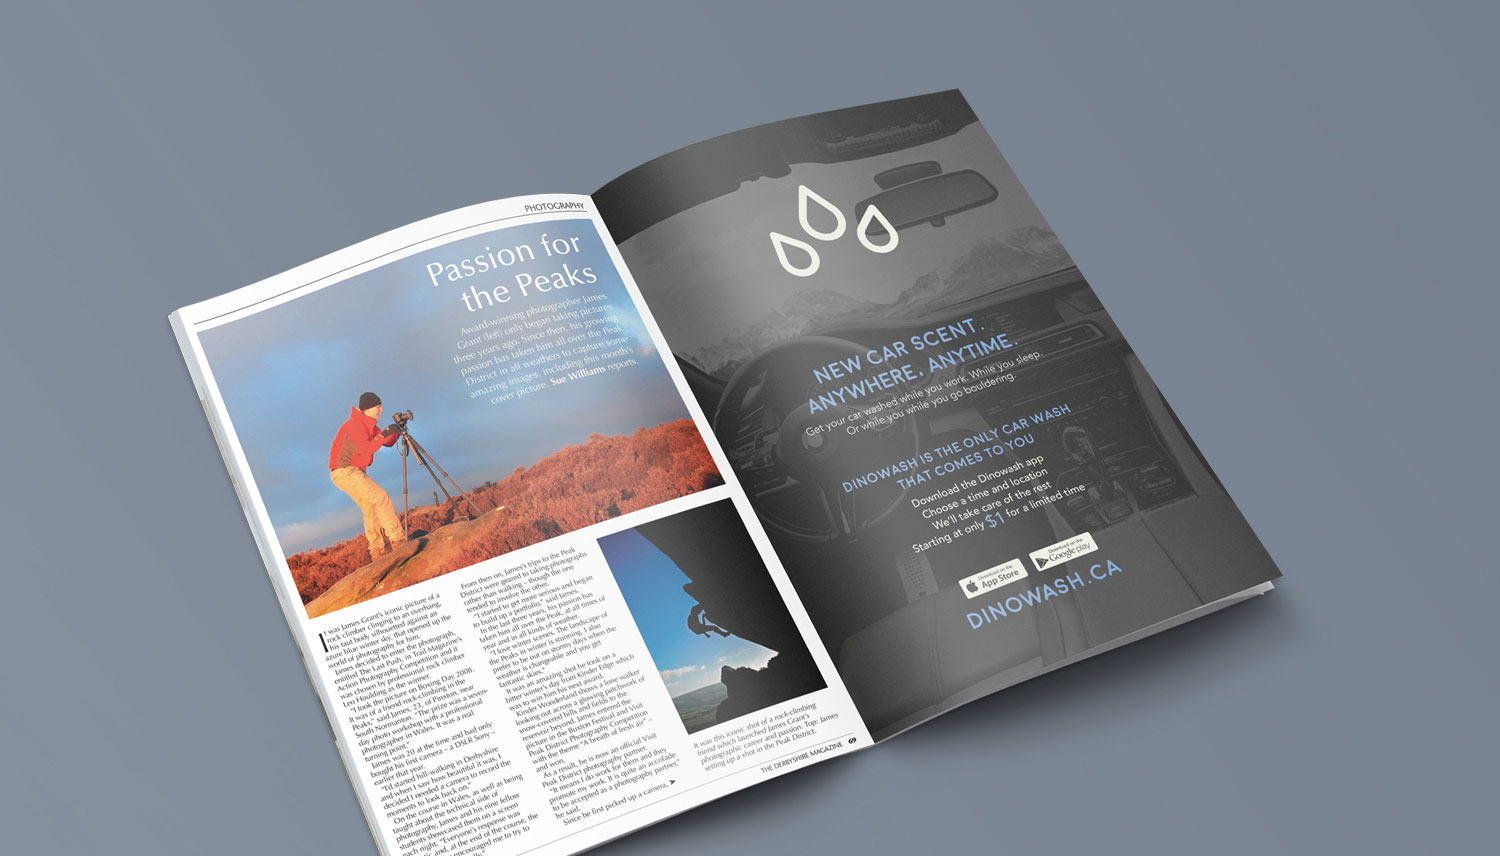 PHOTOGRAPHY
Passion for
the Peaks
Award-winning photographer James
Grant (left) only began taking pictures
three years ago. Since then, his growing
passion has taken him all over the Peak
District in all weathers to capture some
amazing images, including this month's
cover picture. Sue Williams reports.
It was James Grant's iconic picture of a
rock climber clinging to an overhang,
his taut body silhouetted against an
azure blue winter sky, that opened up the
world of photography for him.
James decided to enter the photograph,
entitled The Last Push, in Trail Magazine's
Action Photography Competition and it
was chosen by professional rock climber
Leo Houlding as the winner.
"I took the picture on Boxing Day 2008.
It was of a friend rock-climbing in the
Peaks," said James, 23, of Pinxton, near
South Normanton. "The prize was a seven-
day photo workshop with a professional
photographer in Wales. It was a real
turning point."
James was 20 at the time and had only
bought his first camera – a DSLR Sony –
earlier that year.
"I'd started hill-walking in Derbyshire
and when I saw how beautiful it was, I
decided I needed a camera to record the
moments to look back on."
On the course in Wales, as well as being
taught about the technical side of
photography, James and his nine fellow
students showcased them on a screen
each night. "Everyone's response was
and, at the end of the course, the
encouraged me to try to
From then on, James's trips to the Peak
District were geared to taking photographs
rather than walking – though the one
tended to involve the other.
"I started to get more serious and began
to build up a portfolio," said James.
In the last three years, his passion has
taken him all over the Peak, at all times of
year and in all kinds of weather.
"I love winter scenes. The landscape of
the Peaks in winter is stunning. I also
prefer to be out on stormy days when the
weather is changeable and you get
fantastic skies."
It was an amazing shot he took on a
bitter winter's day from Kinder Edge which
was to win him his next award.
Kinder Wonderland shows a lone walker
looking out across a glowing patchwork of
snow-covered hills and fields to the
reservoir beyond. James entered the
picture in the Buxton Festival and Visit
Peak District Photography Competition
with the theme "A breath of fresh air" –
and won.
As a result, he is now an official Visit
Peak District photography partner.
"It means I do work for them and they
promote my work. It is quite an accolade
to be accepted as a photography partner,"
he said.
Since he first picked up a camera,
It was this iconic shot of a rock-climbing
friend which launched James Grant's
photographic career and passion. Top: James
setting up a shot in the Peak District.
THE DERBYSHIRE MAGAZINE 69
NEW CAR SCENT.
ANYWHERE. ANYTIME.
Get your car washed while you work. While you sleep.
Or while you while you go bouldering.
DINOWASH IS THE ONLY CAR WASH
THAT COMES TO YOU
Download the Dinowash app
Choose a time and location
We'll take care of the rest
Starting at only $1 for a limited time
Download on the
App Store
Download on the
Google play
DINOWASH.CA